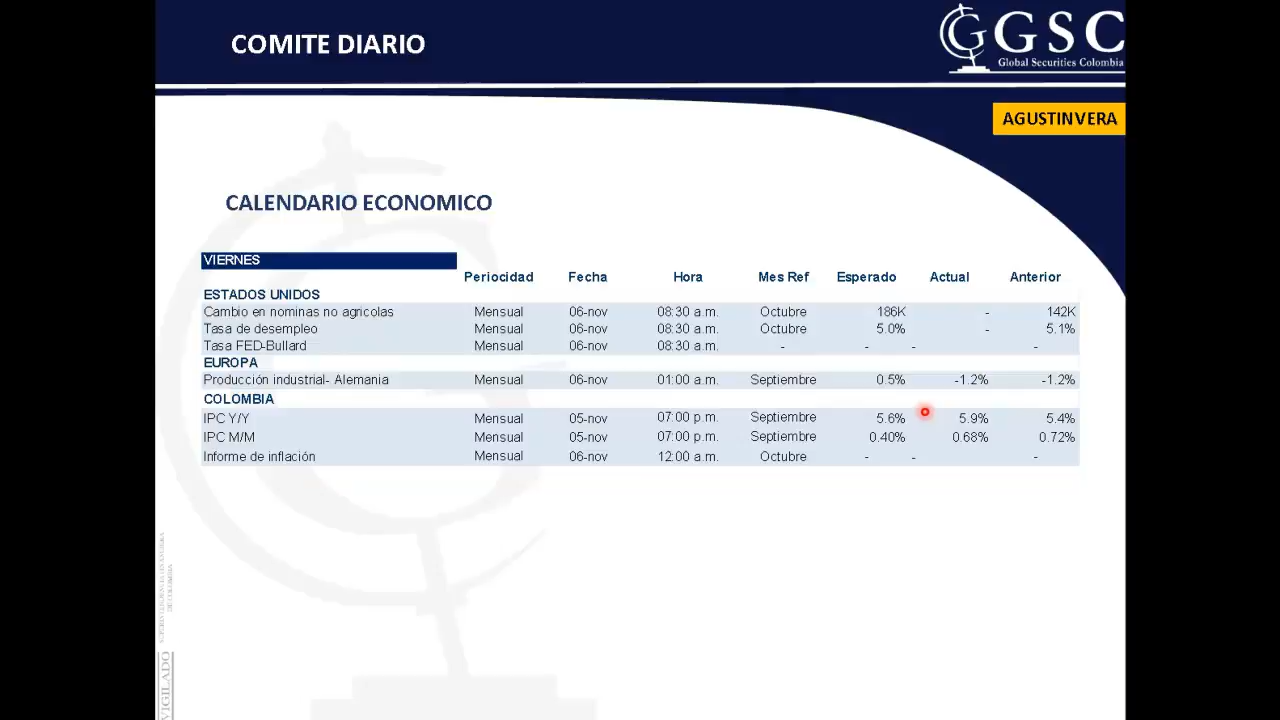 COMITE DIARIO
GGSC
Global Securities Colombia
AGUSTIN VERA
CALENDARIO ECONOMICO
VIERNES
Periocidad Fecha Hora Mes Ref Esperado Actual Anterior
ESTADOS UNIDOS
Cambio en nominas no agricolas Mensual 06-nov 08:30 a.m. Octubre 186K - 142K
Tasa de desempleo Mensual 06-nov 08:30 a.m. Octubre 5.0% - 5.1%
Tasa FED-Bullard Mensual 06-nov 08:30 a.m. - - - -
EUROPA
Producción industrial- Alemania Mensual 06-nov 01:00 a.m. Septiembre 0.5% -1.2% -1.2%
COLOMBIA
IPC Y/Y Mensual 05-nov 07:00 p.m. Septiembre 5.6% 5.9% 5.4%
IPC M/M Mensual 05-nov 07:00 p.m. Septiembre 0.40% 0.68% 0.72%
Informe de inflación Mensual 06-nov 12:00 a.m. Octubre - - -
VIGILADO